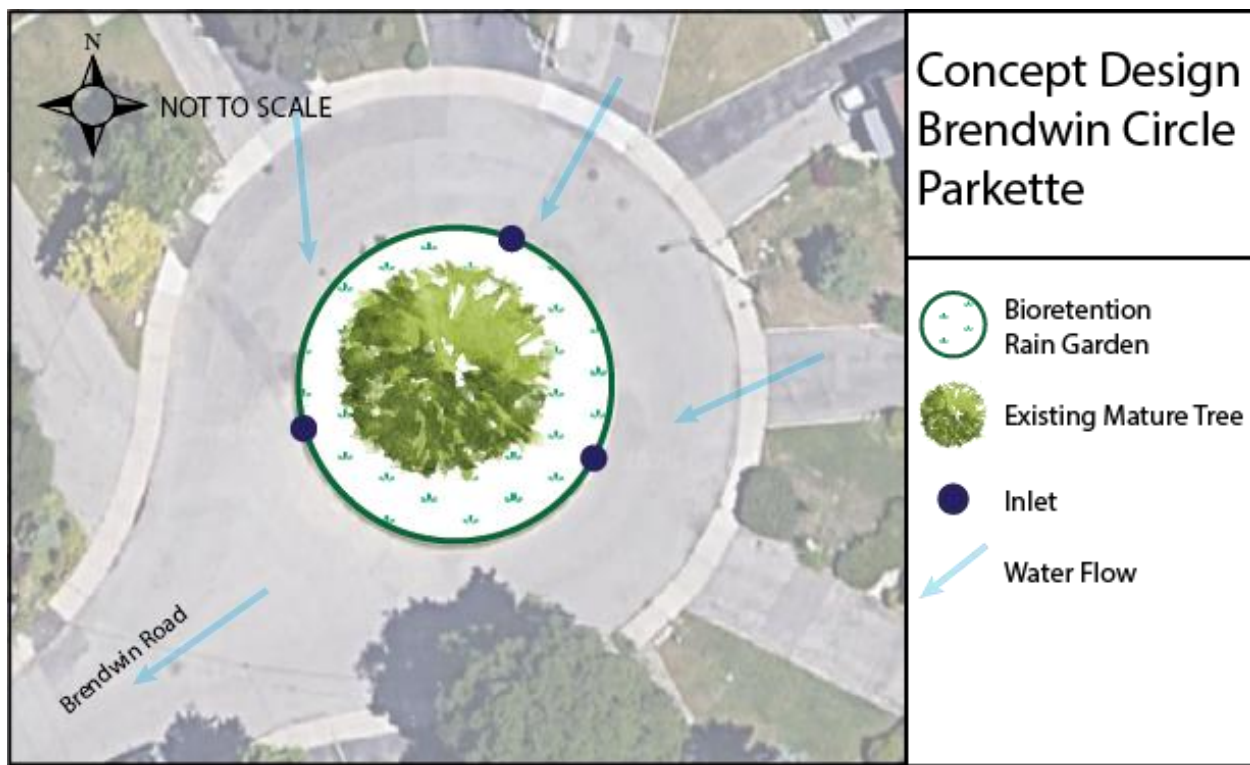 N
NOT TO SCALE
Brendwin Road
Concept Design
Brendwin Circle
Parkette
Bioretention
Rain Garden
Existing Mature Tree
Inlet
Water Flow